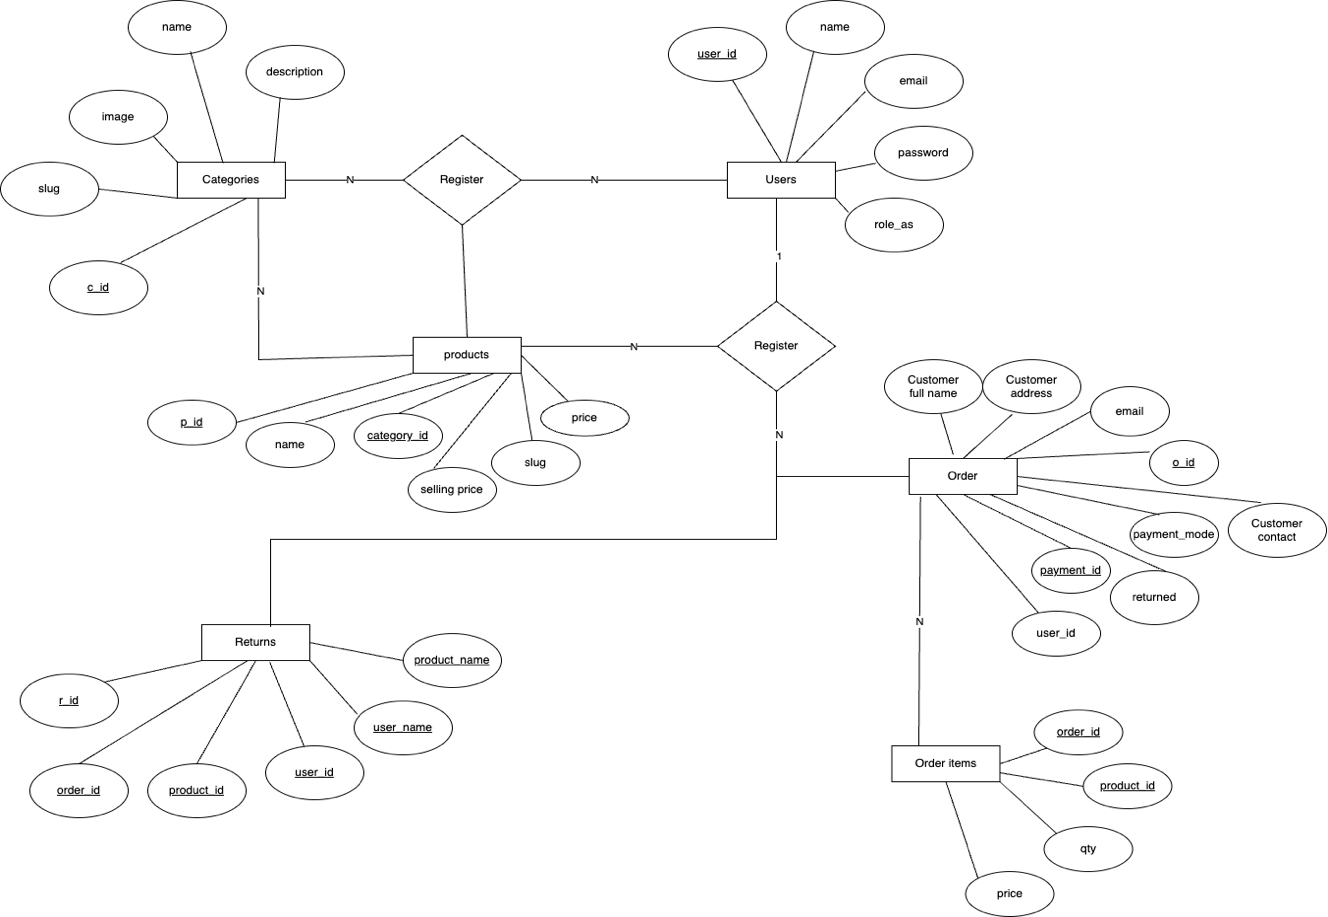 name
description
image
slug
Categories
c_id
N
Register
N
user_id
name
email
password
Users
role_as
N
1
products
N
Register
p_id
name
category_id
selling price
slug
price
N
Customer
full name
Customer
address
email
o_id
Order
Customer
contact
payment_mode
payment_id
returned
user_id
N
Returns
product_name
r_id
user_name
user_id
order_id
product_id
order_id
Order items
product_id
qty
price